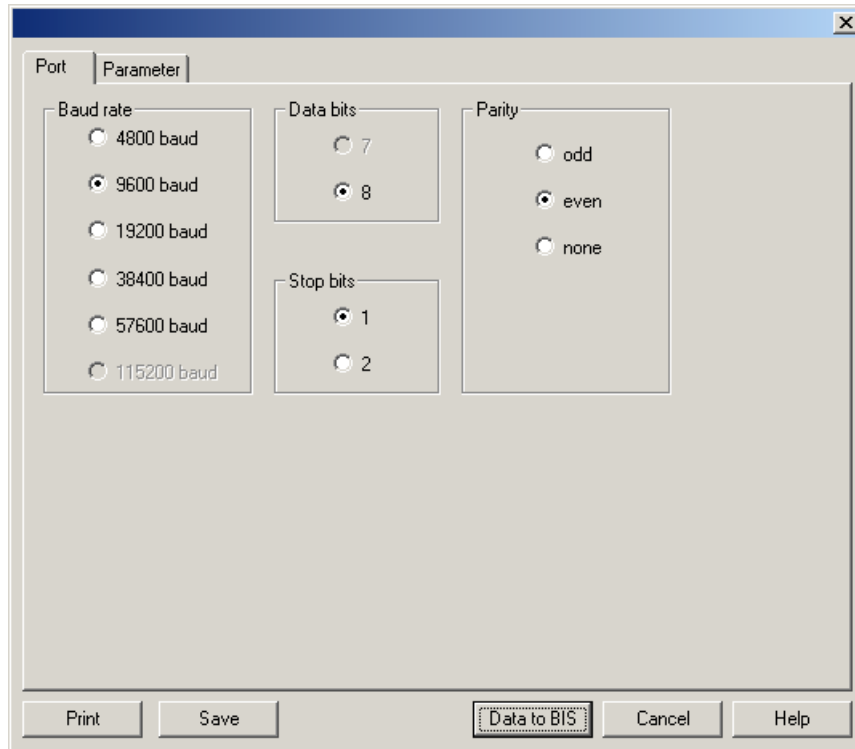 Port
Parameter
Baud rate
4800 baud
9600 baud
19200 baud
38400 baud
57600 baud
115200 baud
Data bits
7
8
Stop bits
1
2
Parity
odd
even
none
Print
Save
Data to BIS
Cancel
Help